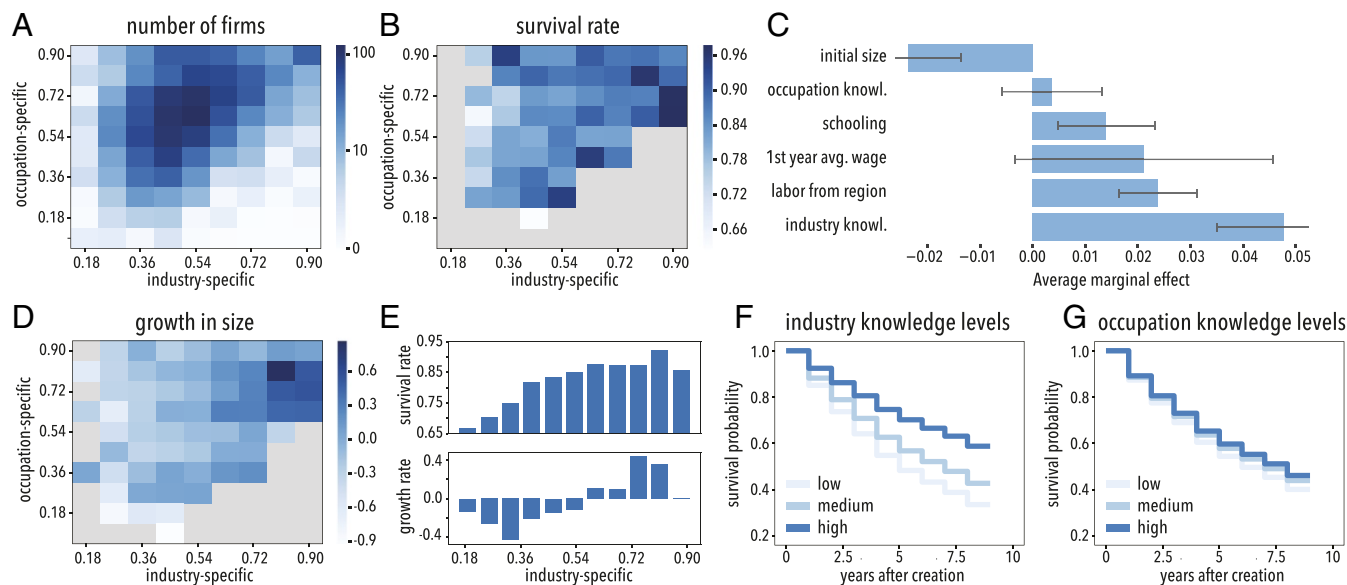 A
number of firms
0.90
0.72
0.54
0.36
0.18
occupation-specific
0.18
0.36
0.54
0.72
0.90
industry-specific
100
10
0
B
survival rate
0.90
0.72
0.54
0.36
0.18
occupation-specific
0.18
0.36
0.54
0.72
0.90
industry-specific
0.96
0.90
0.84
0.78
0.72
0.66
C
initial size
occupation knowl.
schooling
1st year avg. wage
labor from region
industry knowl.
−0.02
−0.01
0.00
0.01
0.02
0.03
0.04
0.05
Average marginal effect
D
growth in size
0.90
0.72
0.54
0.36
0.18
occupation-specific
0.18
0.36
0.54
0.72
0.90
industry-specific
0.6
0.3
0.0
-0.3
-0.6
-0.9
E
0.95
0.85
0.75
0.65
survival rate
0.4
0.0
-0.4
growth rate
0.18
0.36
0.54
0.72
0.90
industry-specific
F
industry knowledge levels
1.0
0.8
0.6
0.4
0.2
survival probability
low
medium
high
0
2.5
5
7.5
10
years after creation
G
occupation knowledge levels
1.0
0.8
0.6
0.4
0.2
survival probability
low
medium
high
0
2.5
5
7.5
10
years after creation